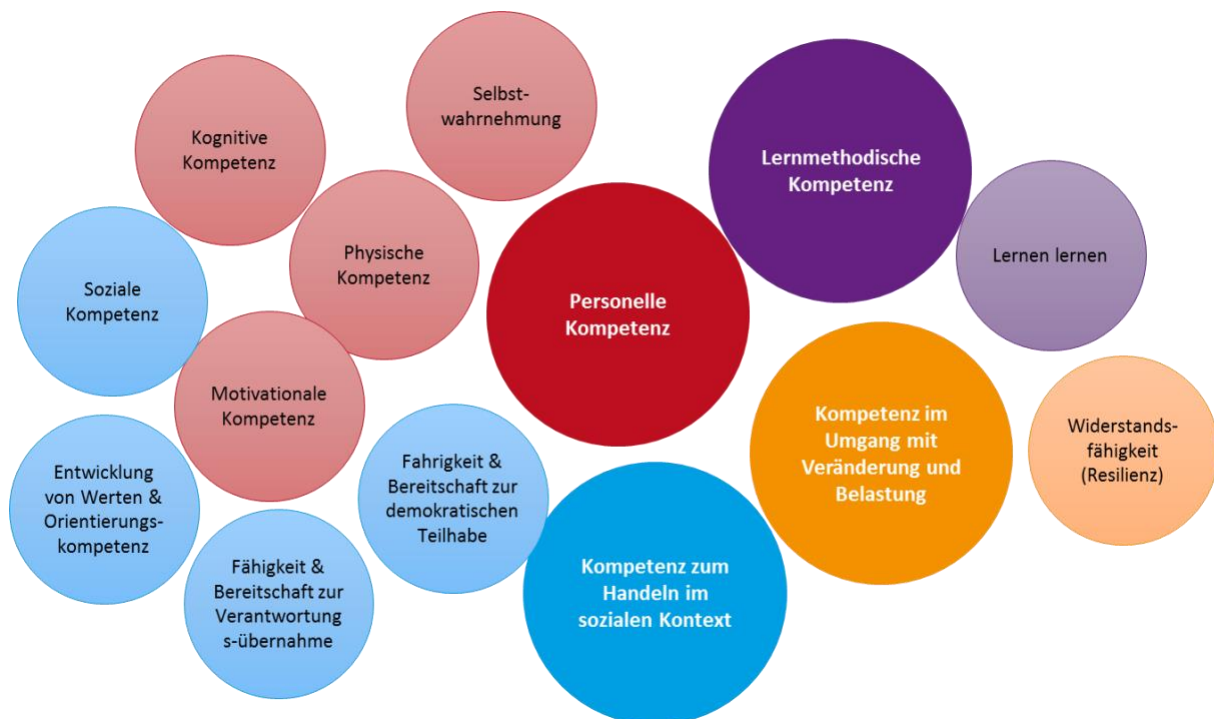 Selbst-
wahrnehmung
Kognitive
Kompetenz
Lernmethodische
Kompetenz
Physische
Kompetenz
Lernen lernen
Soziale
Kompetenz
Personelle
Kompetenz
Motivationale
Kompetenz
Kompetenz im
Umgang mit
Veränderung und
Belastung
Widerstands-
fähigkeit
(Resilienz)
Entwicklung
von Werten &
Orientierungs-
kompetenz
Fahrigkeit &
Bereitschaft zur
demokratischen
Teilhabe
Fähigkeit &
Bereitschaft zur
Verantwortung
s-übernahme
Kompetenz zum
Handeln im
sozialen Kontext